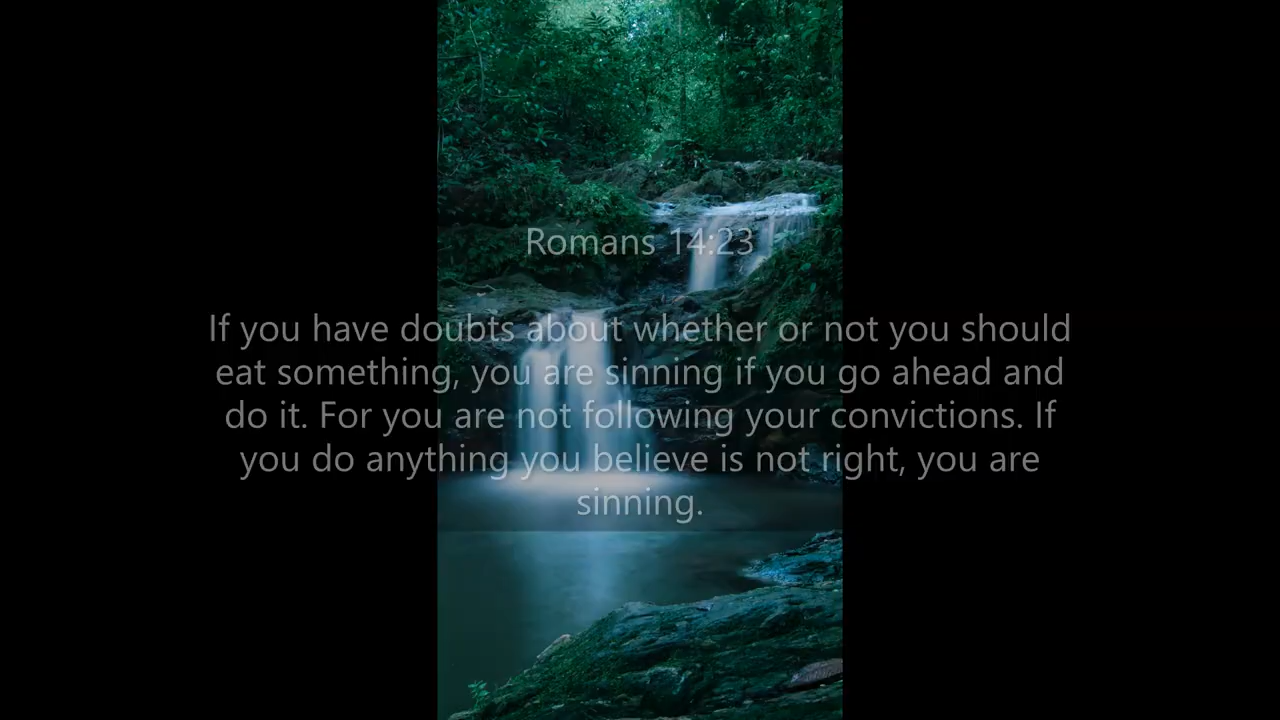 Romans 14:23
If you have doubts about whether or not you should
eat something, you are sinning if you go ahead and
do it. For you are not following your convictions. If
you do anything you believe is not right, you are
sinning.